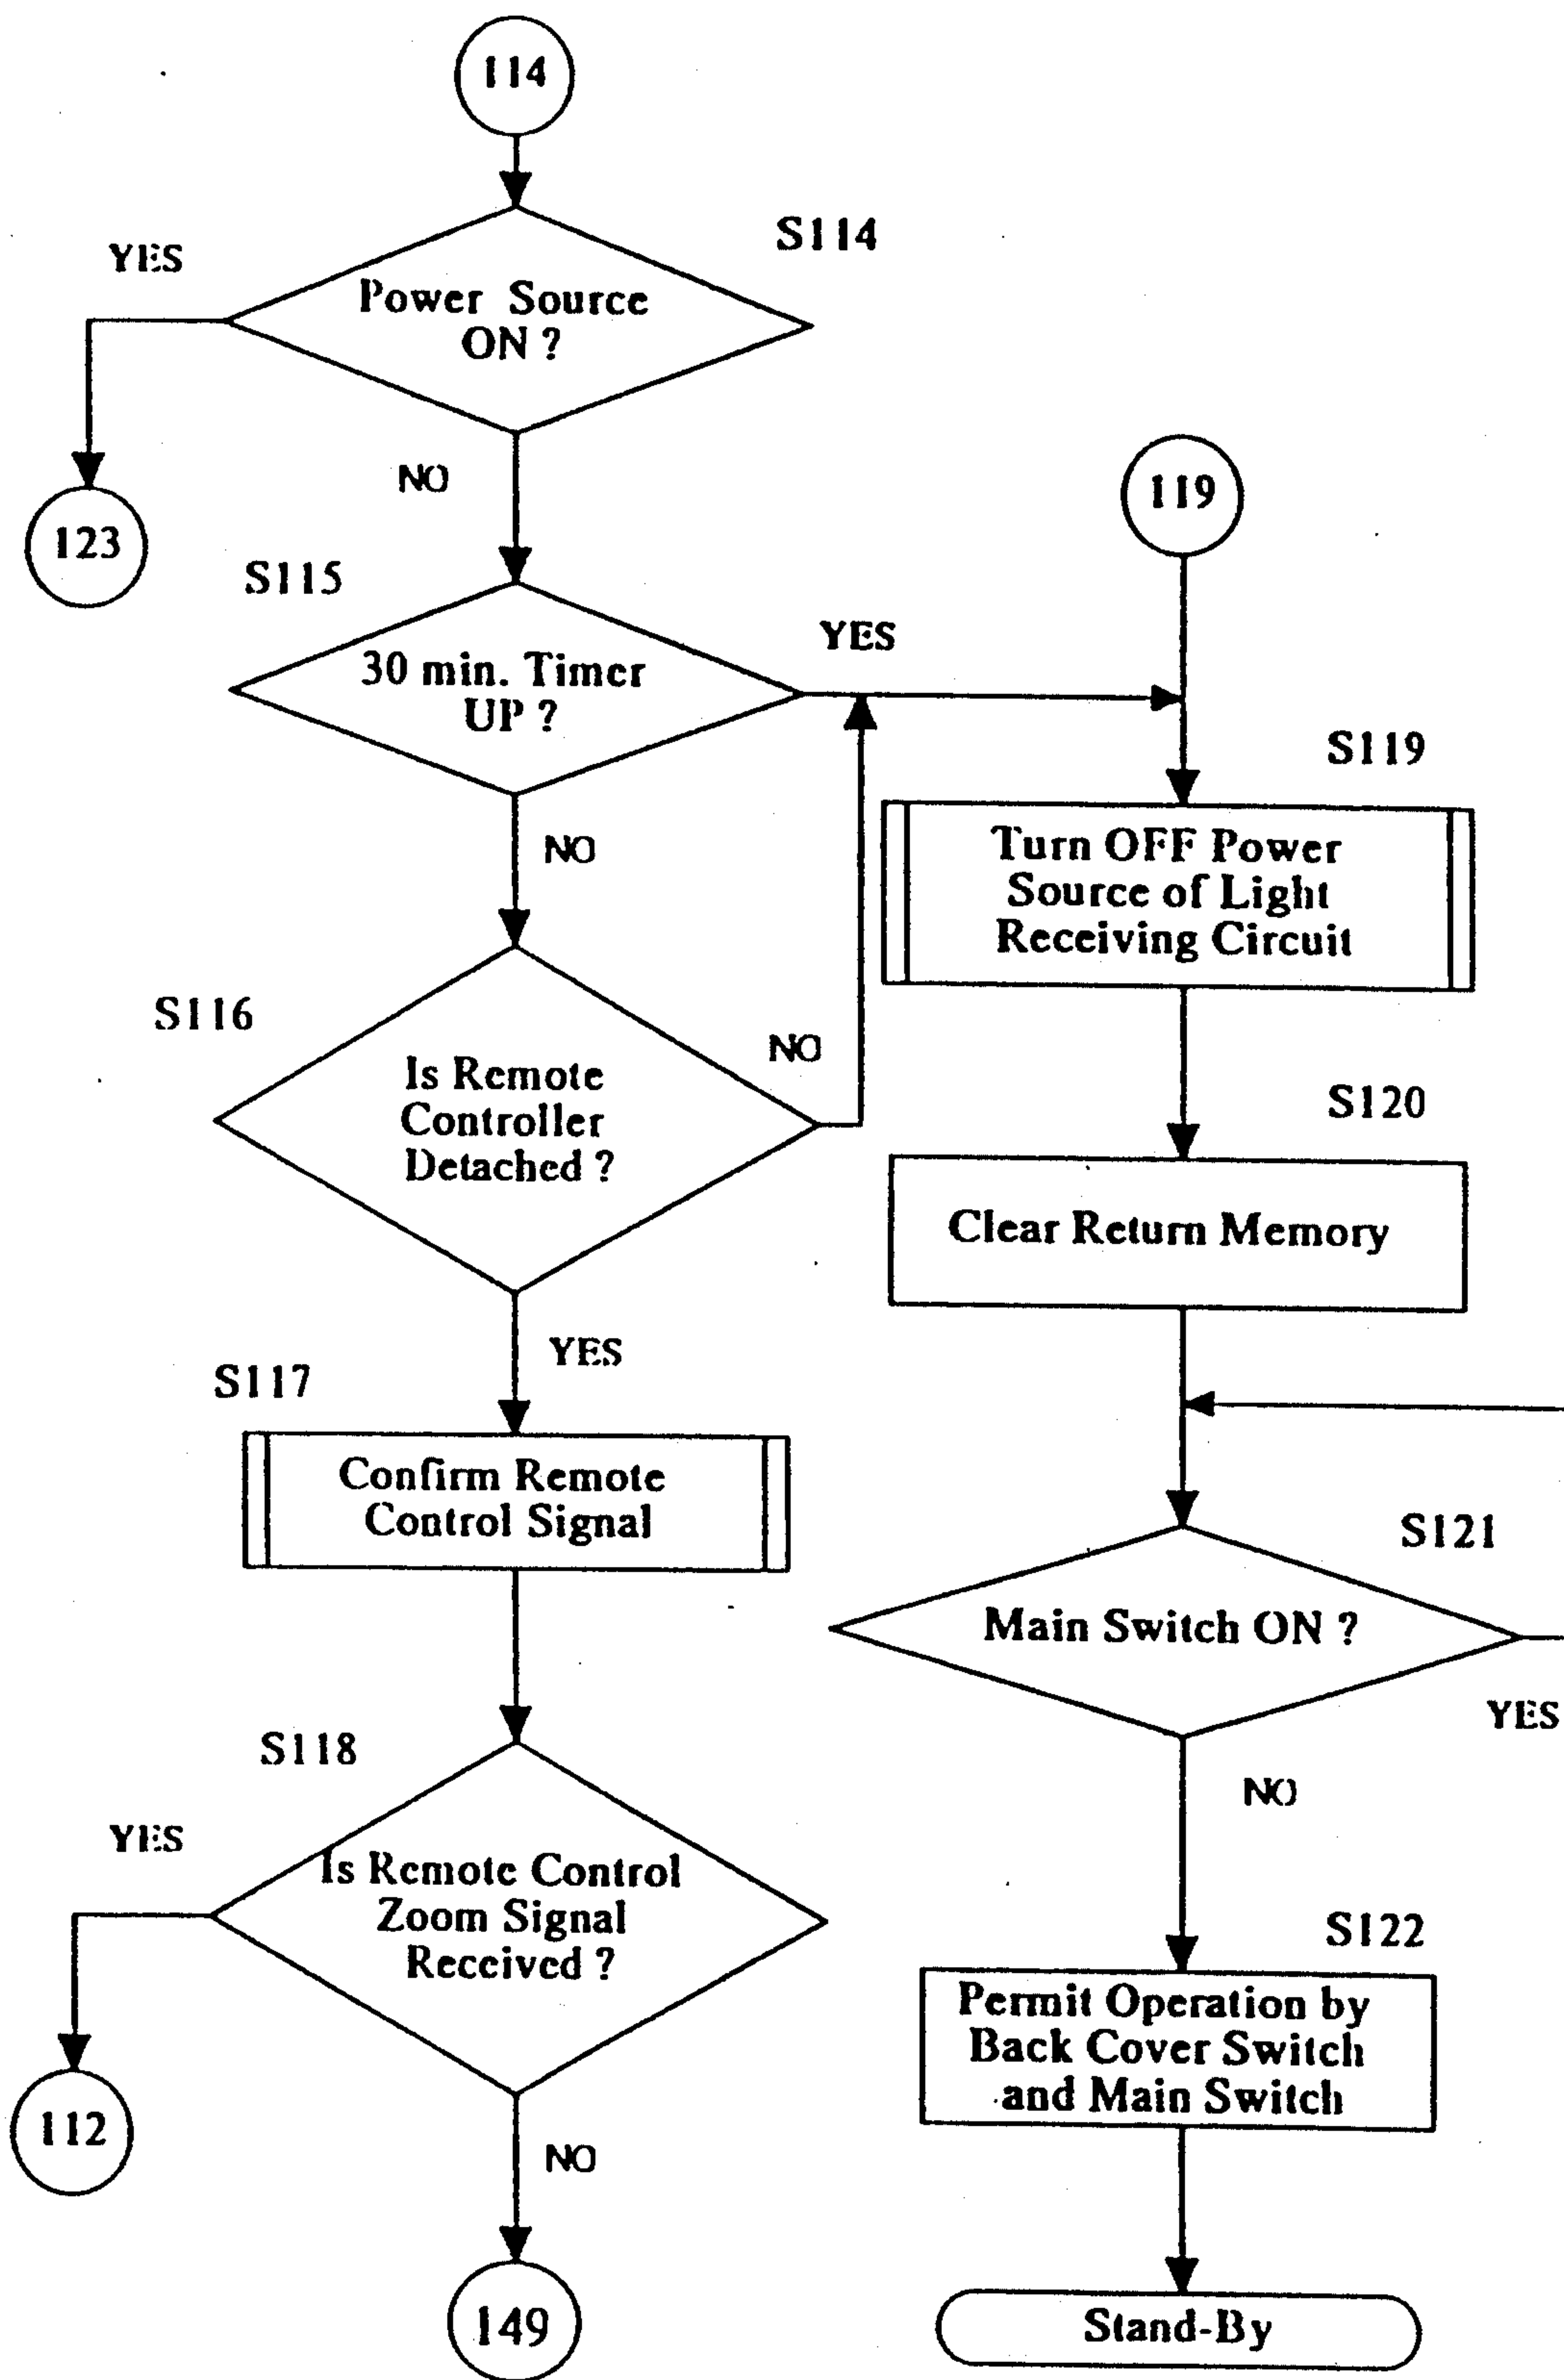 114
S114
YES
Power Source
ON ?
NO
123
119
S115
YES
30 min. Timer
UP ?
S119
NO
Turn OFF Power
Source of Light
Receiving Circuit
S116
NO
Is Remote
Controller
Detached ?
S120
Clear Return Memory
YES
S117
Confirm Remote
Control Signal
S121
Main Switch ON ?
YES
S118
NO
YES
Is Remote Control
Zoom Signal
Received ?
S122
Permit Operation by
Back Cover Switch
and Main Switch
112
NO
149
Stand-By